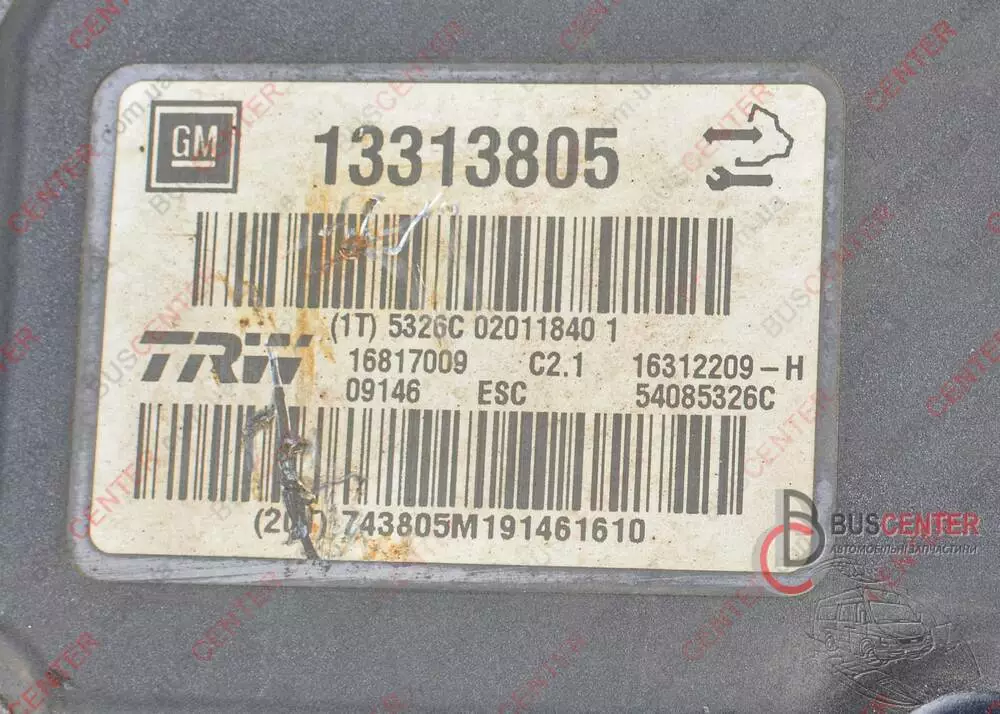 GM
13313805
(1T) 5326C 02011840 1
TRW
16817009 C2.1 16312209-H
09146 ESC 54085326C
743805M191461610
BUSCENTER
АВТОМОБІЛЬНІ ЗАПЧАСТИНИ